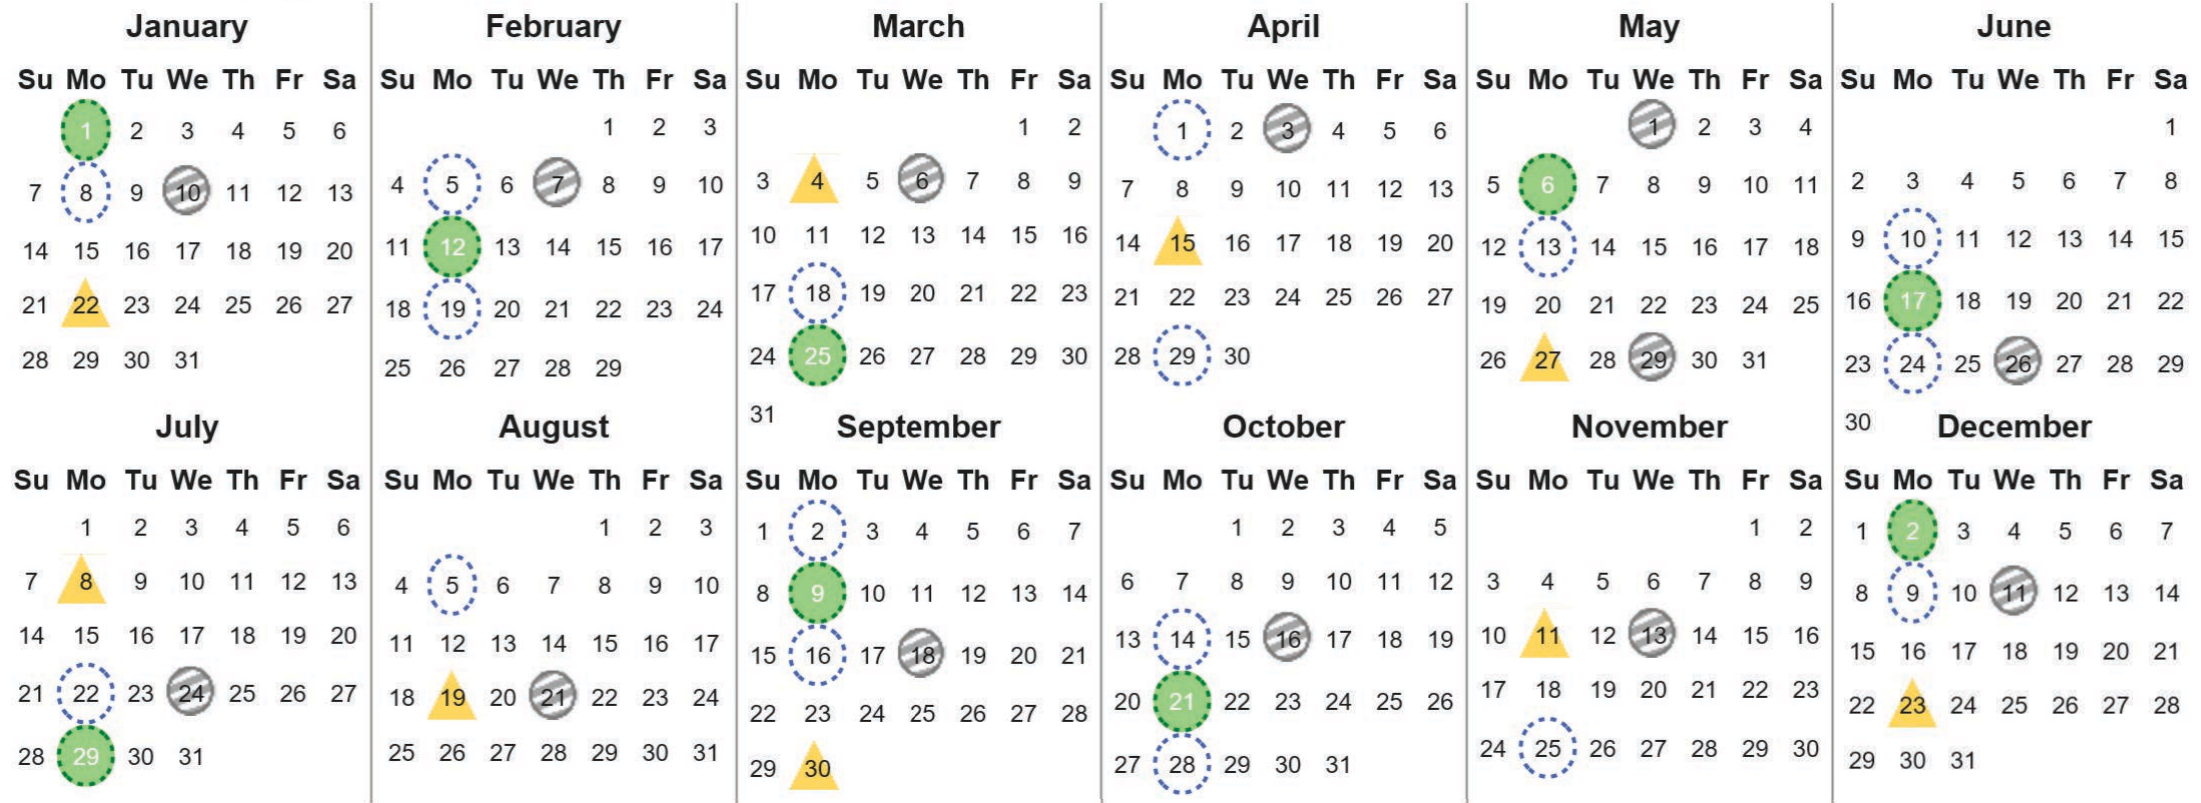 January
Su Mo Tu We Th Fr Sa
1 2 3 4 5 6
7 8 9 10 11 12 13
14 15 16 17 18 19 20
21 22 23 24 25 26 27
28 29 30 31
February
Su Mo Tu We Th Fr Sa
1 2 3
4 5 6 7 8 9 10
11 12 13 14 15 16 17
18 19 20 21 22 23 24
25 26 27 28 29
March
Su Mo Tu We Th Fr Sa
1 2
3 4 5 6 7 8 9
10 11 12 13 14 15 16
17 18 19 20 21 22 23
24 25 26 27 28 29 30
31
April
Su Mo Tu We Th Fr Sa
1 2 3 4 5 6
7 8 9 10 11 12 13
14 15 16 17 18 19 20
21 22 23 24 25 26 27
28 29 30
May
Su Mo Tu We Th Fr Sa
1 2 3 4
5 6 7 8 9 10 11
12 13 14 15 16 17 18
19 20 21 22 23 24 25
26 27 28 29 30 31
June
Su Mo Tu We Th Fr Sa
1
2 3 4 5 6 7 8
9 10 11 12 13 14 15
16 17 18 19 20 21 22
23 24 25 26 27 28 29
30
July
Su Mo Tu We Th Fr Sa
1 2 3 4 5 6
7 8 9 10 11 12 13
14 15 16 17 18 19 20
21 22 23 24 25 26 27
28 29 30 31
August
Su Mo Tu We Th Fr Sa
1 2 3
4 5 6 7 8 9 10
11 12 13 14 15 16 17
18 19 20 21 22 23 24
25 26 27 28 29 30 31
September
Su Mo Tu We Th Fr Sa
1 2 3 4 5 6 7
8 9 10 11 12 13 14
15 16 17 18 19 20 21
22 23 24 25 26 27 28
29 30
October
Su Mo Tu We Th Fr Sa
1 2 3 4 5
6 7 8 9 10 11 12
13 14 15 16 17 18 19
20 21 22 23 24 25 26
27 28 29 30 31
November
Su Mo Tu We Th Fr Sa
1 2
3 4 5 6 7 8 9
10 11 12 13 14 15 16
17 18 19 20 21 22 23
24 25 26 27 28 29 30
December
Su Mo Tu We Th Fr Sa
1 2 3 4 5 6 7
8 9 10 11 12 13 14
15 16 17 18 19 20 21
22 23 24 25 26 27 28
29 30 31